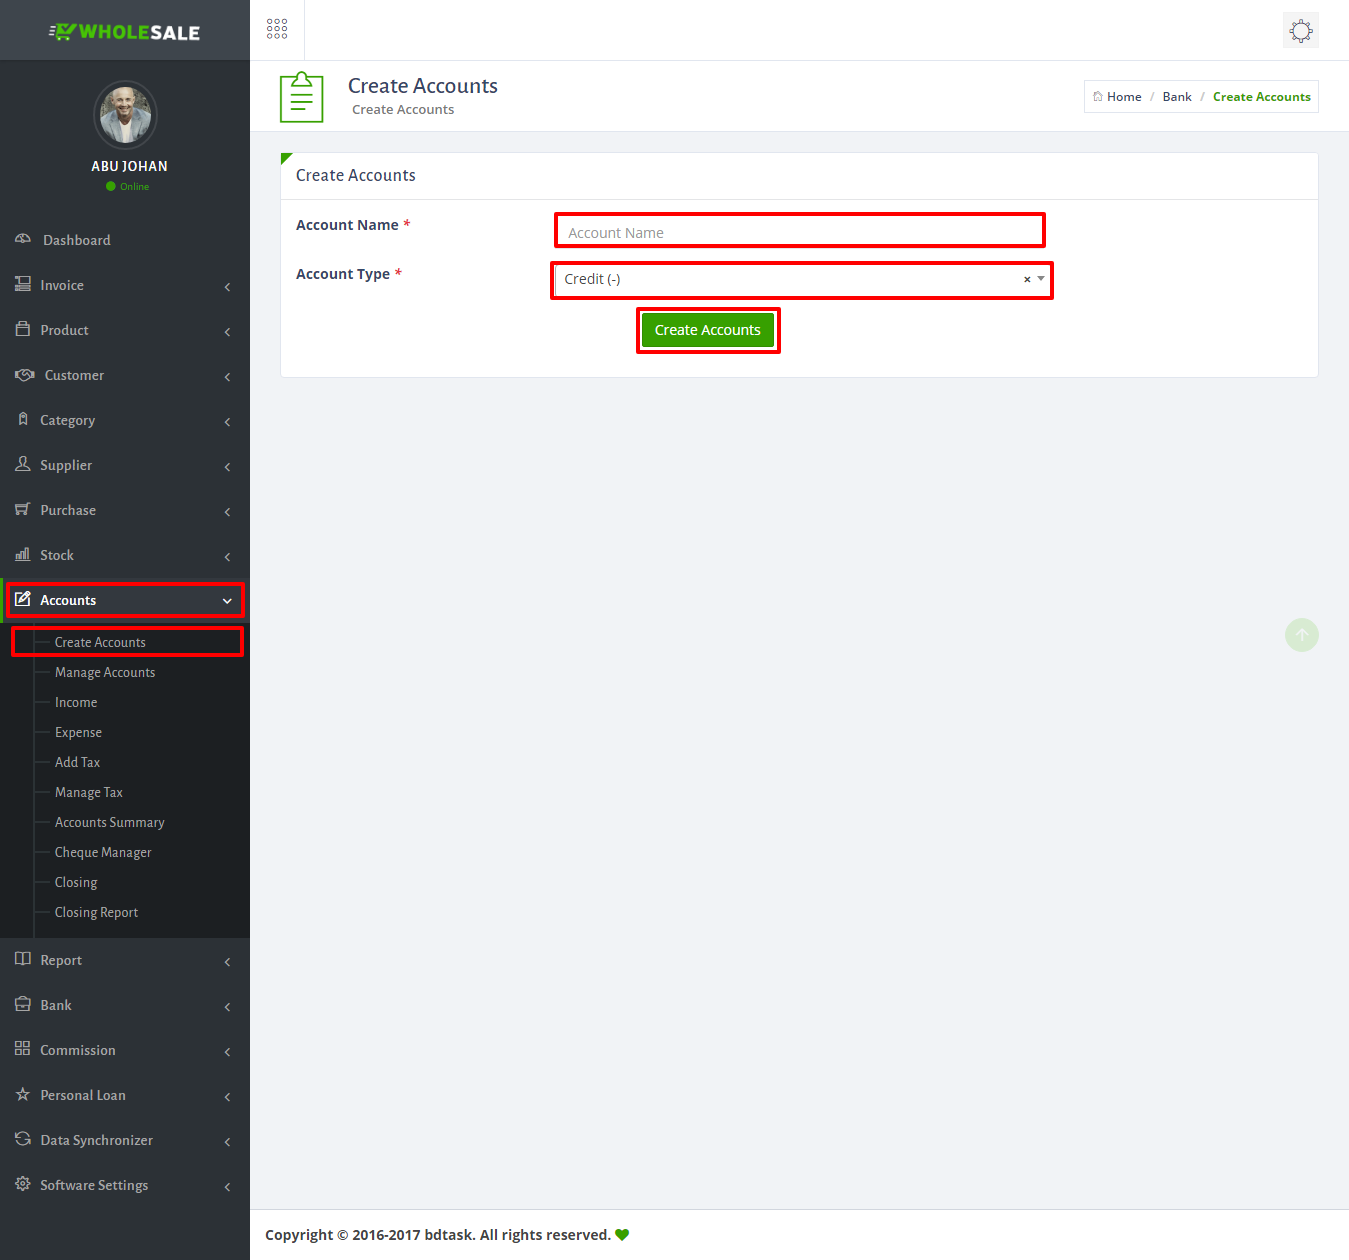 WHOLESALE
ABU JOHAN
Online
Dashboard
Invoice
Product
Customer
Category
Supplier
Purchase
Stock
Accounts
Create Accounts
Manage Accounts
Income
Expense
Add Tax
Manage Tax
Accounts Summary
Cheque Manager
Closing
Closing Report
Report
Bank
Commission
Personal Loan
Data Synchronizer
Software Settings
Create Accounts
Create Accounts
Home / Bank / Create Accounts
Create Accounts
Account Name *
Account Name
Account Type *
Credit (-)
×
Create Accounts
Copyright © 2016-2017 bdtask. All rights reserved.